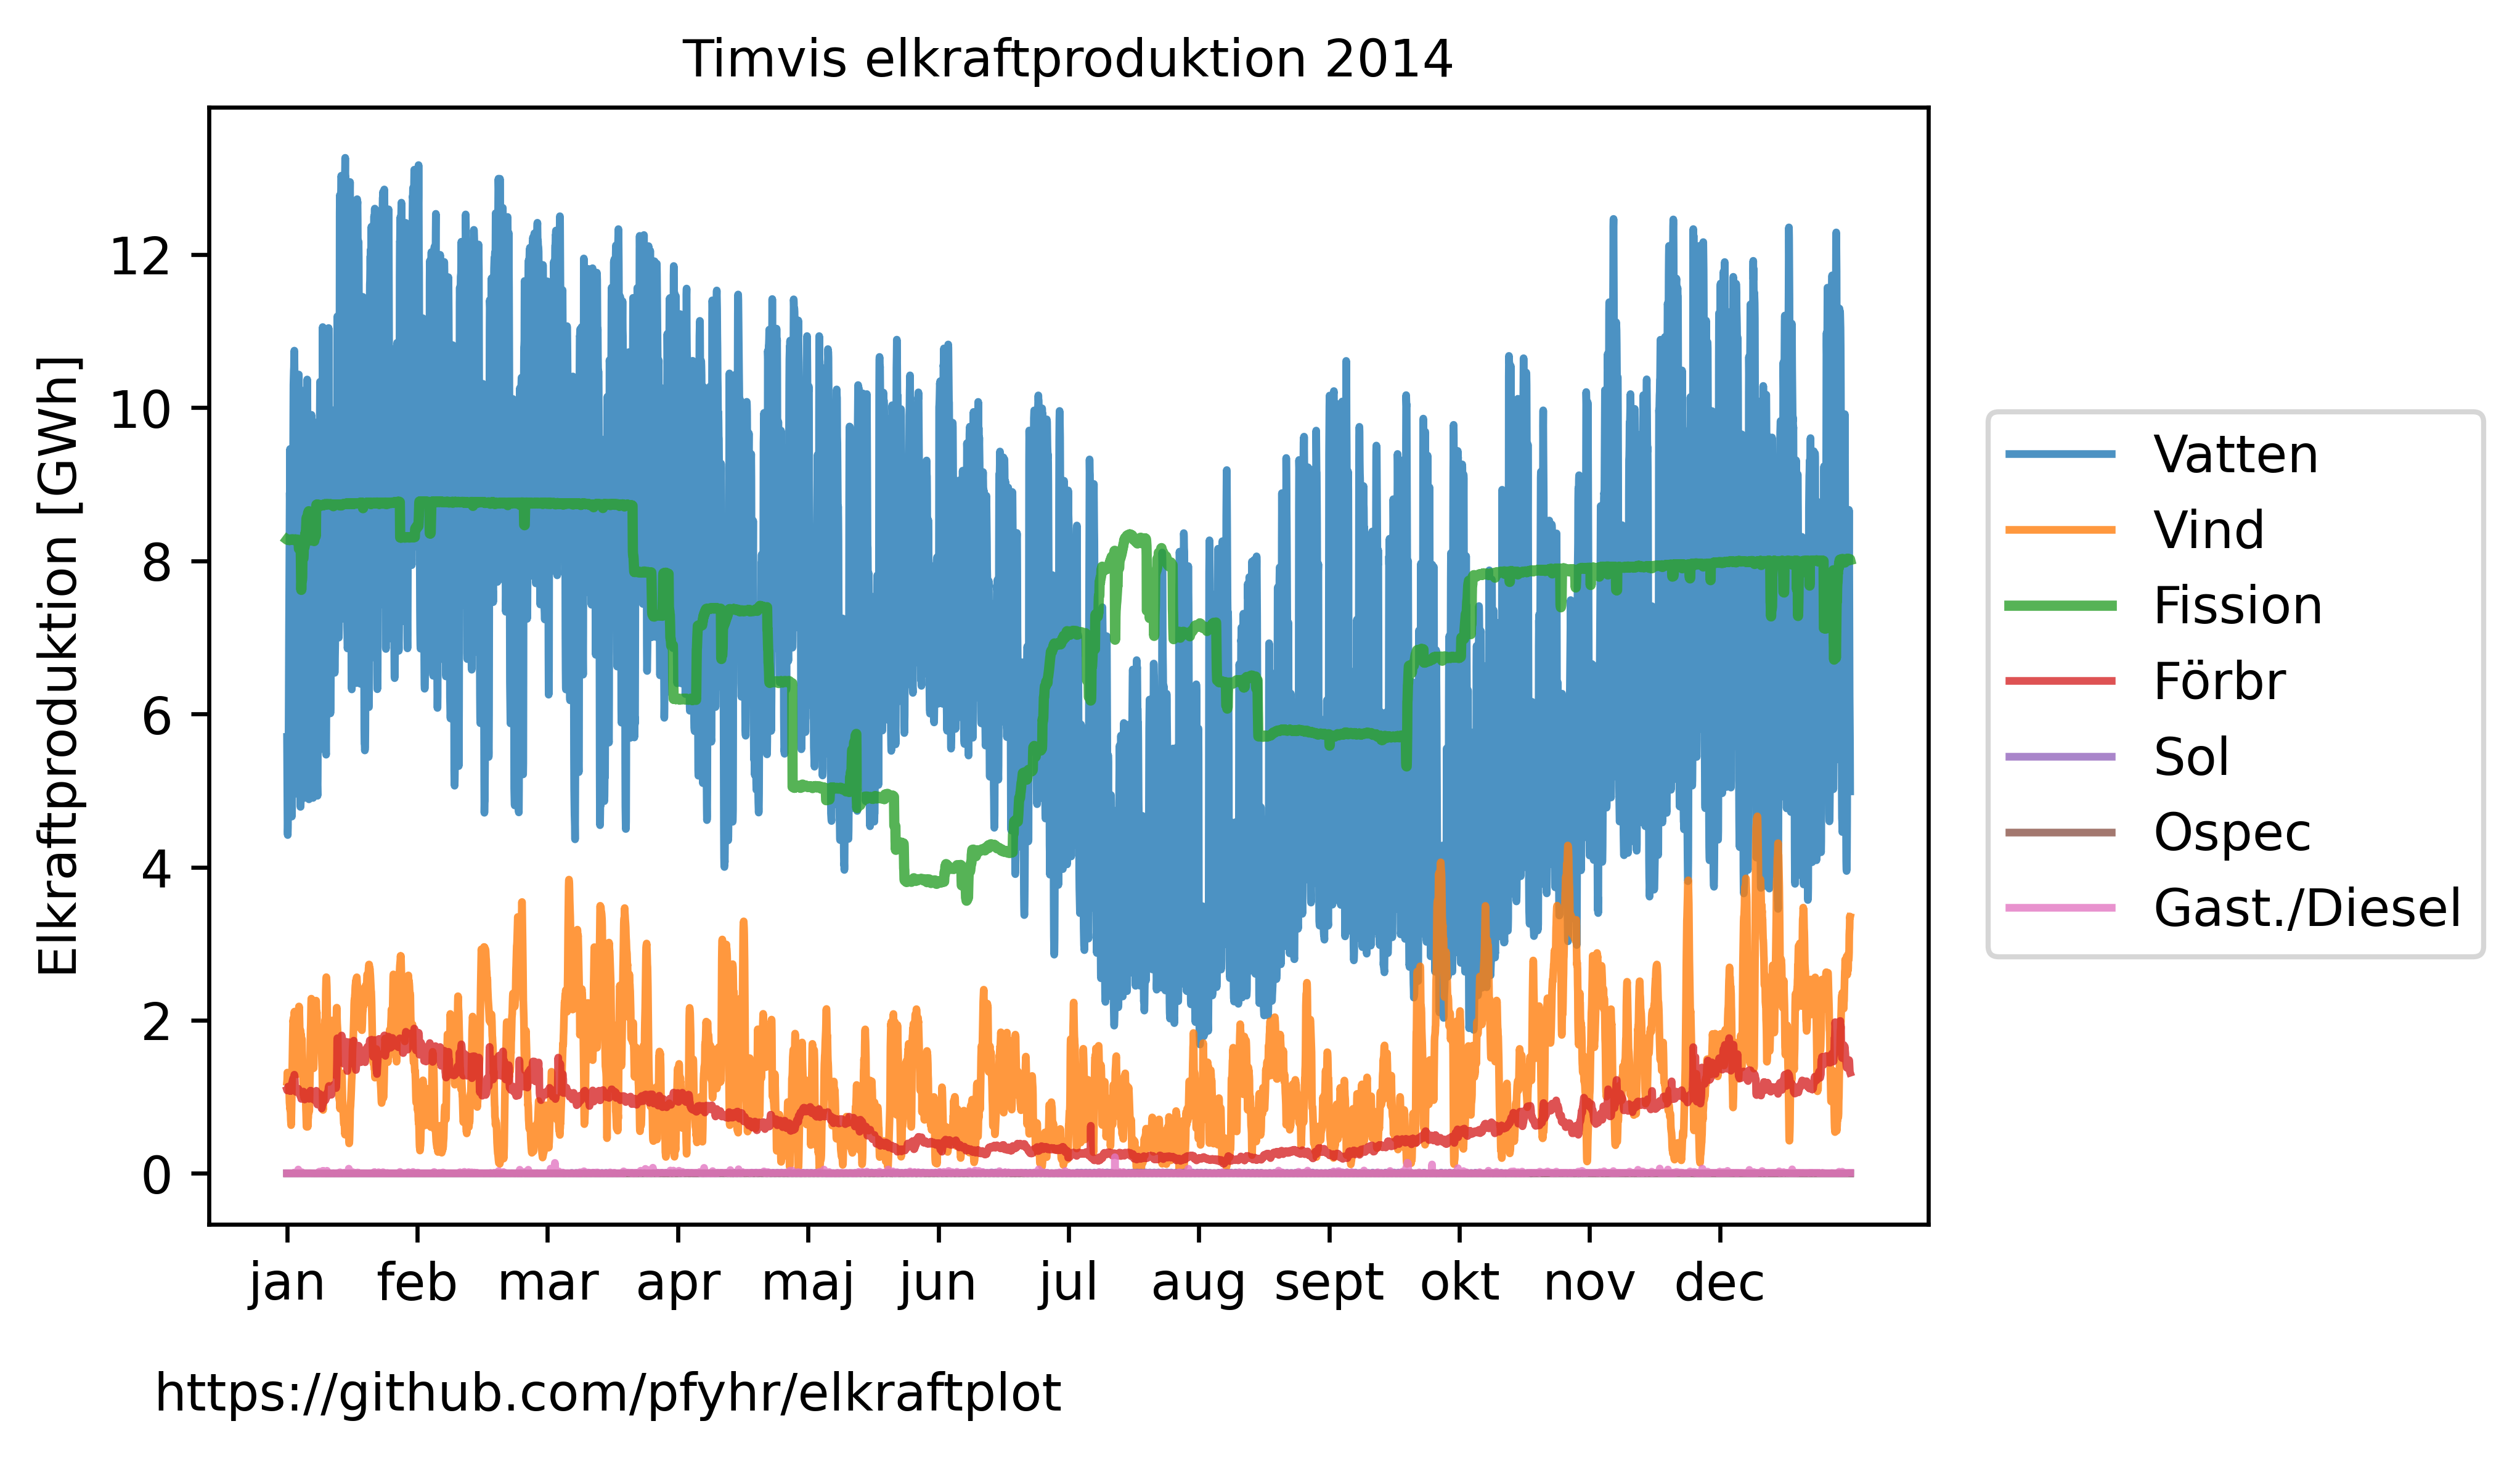 Timvis elkraftproduktion 2014
Elkraftproduktion [GWh]
12
10
8
6
4
2
0
jan feb mar apr maj jun jul aug sept okt nov dec
Vatten
Vind
Fission
Förbr
Sol
Ospec
Gast./Diesel
https://github.com/pfyhr/elkraftplot